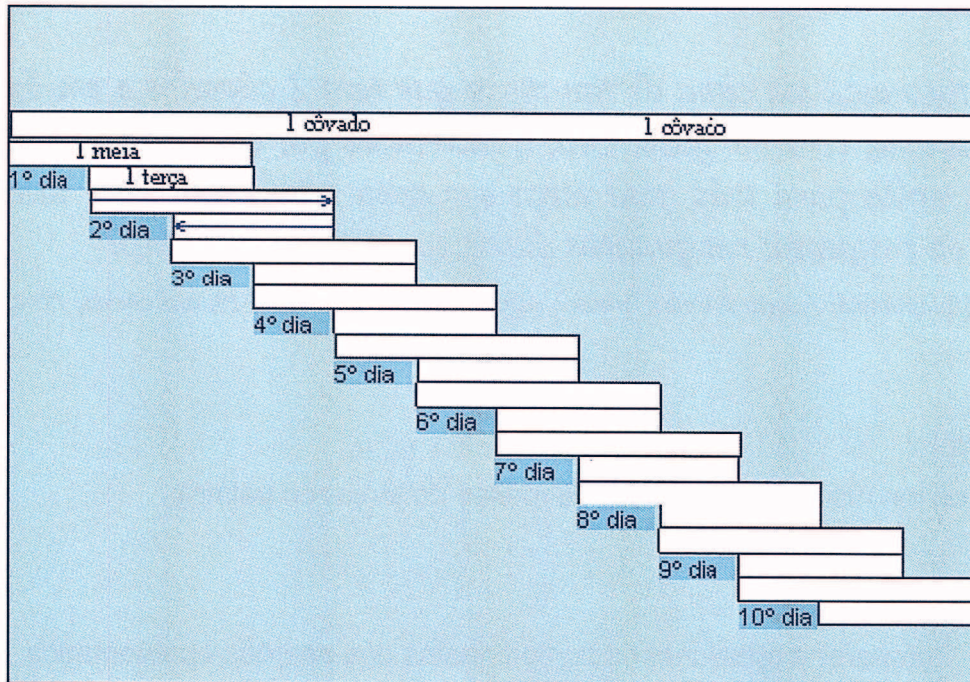 1 côvado 1 côvaćo
1 meia
1º dia 1 terça
2º dia
3º dia
4º dia
5º dia
6º dia
7º dia
8º dia
9º dia
10º dia